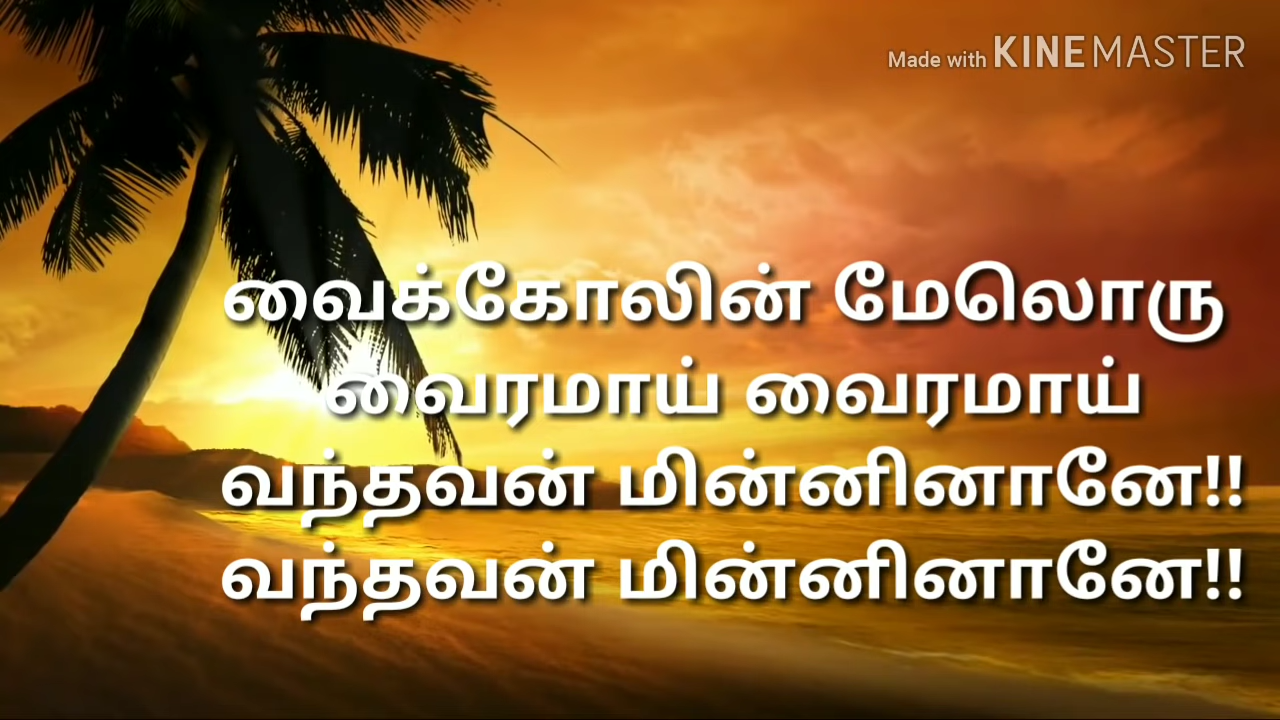 Made with KINEMASTER
வைக்கோலின் மேலொரு
வைரமாய் வைரமாய்
வந்தவன் மின்னினானே!!
வந்தவன் மின்னினானே!!